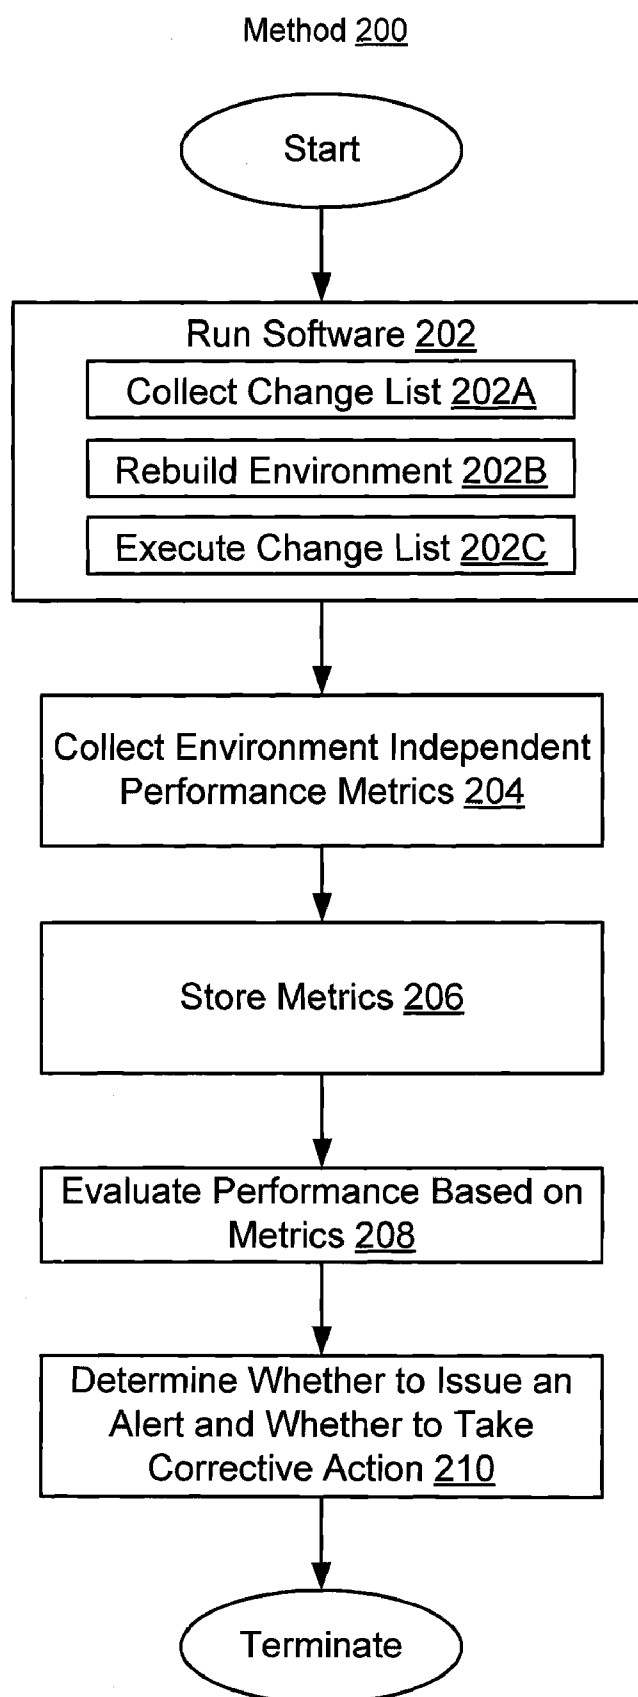 Method 200
Start
Run Software 202
Collect Change List 202A
Rebuild Environment 202B
Execute Change List 202C
Collect Environment Independent
Performance Metrics 204
Store Metrics 206
Evaluate Performance Based on
Metrics 208
Determine Whether to Issue an
Alert and Whether to Take
Corrective Action 210
Terminate